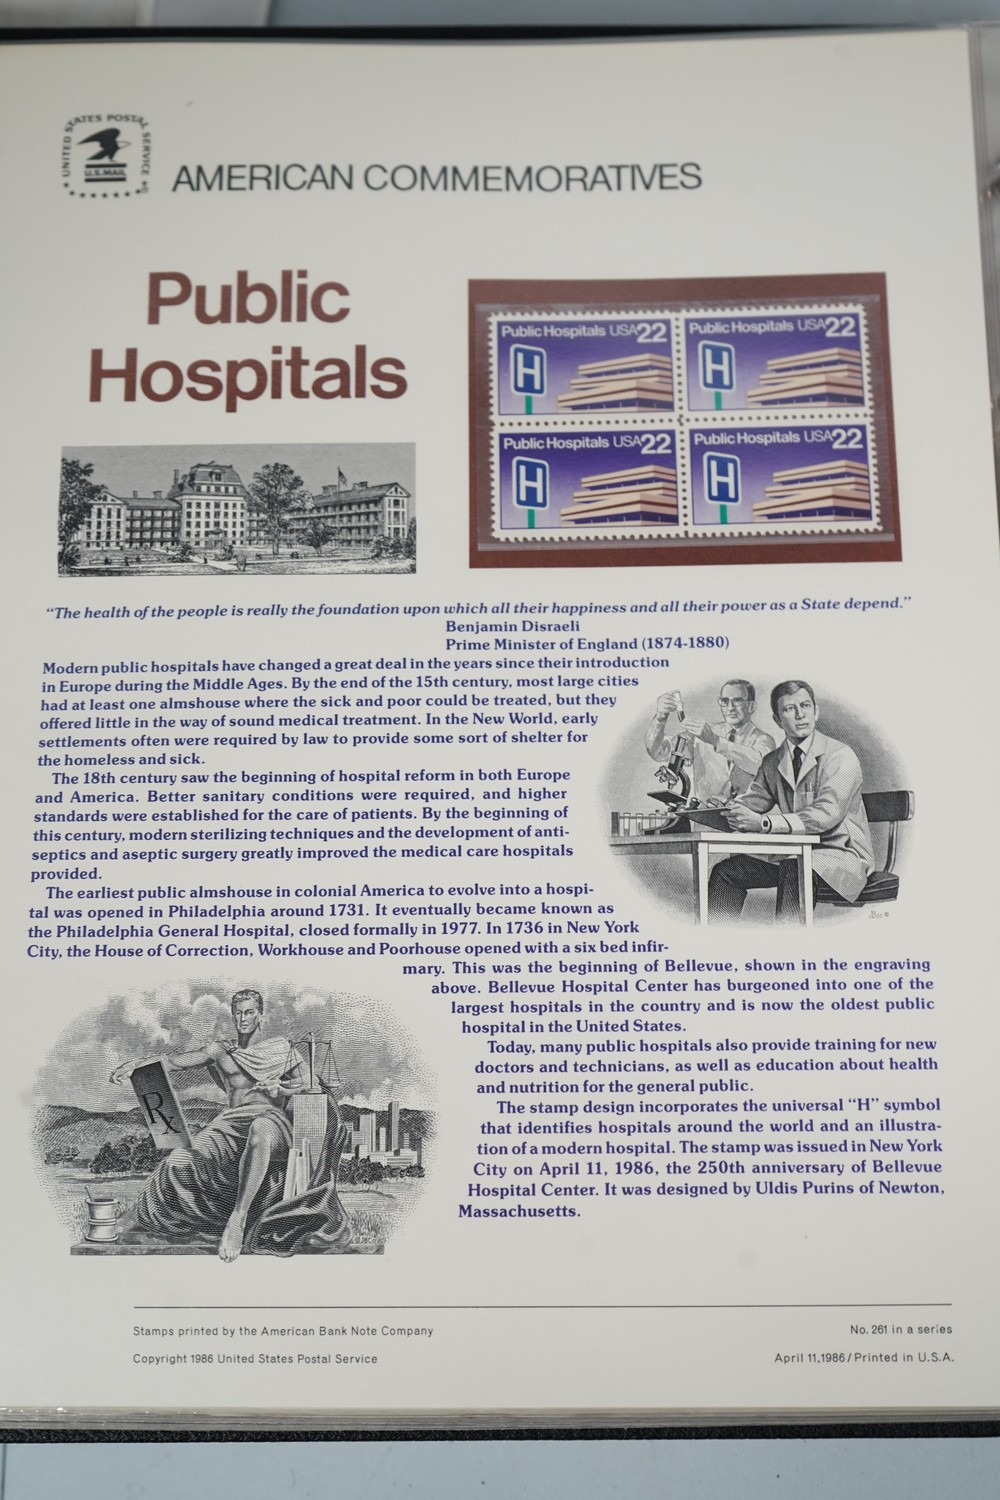 UNITED STATES POSTAL SERVICE
U.S.MAIL
AMERICAN COMMEMORATIVES
Public
Hospitals
Public Hospitals USA 22
H
Public Hospitals USA 22
H
Public Hospitals USA 22
H
Public Hospitals USA 22
H
“The health of the people is really the foundation upon which all their happiness and all their power as a State depend.”
Benjamin Disraeli
Prime Minister of England (1874-1880)
Modern public hospitals have changed a great deal in the years since their introduction
in Europe during the Middle Ages. By the end of the 15th century, most large cities
had at least one almshouse where the sick and poor could be treated, but they
offered little in the way of sound medical treatment. In the New World, early
settlements often were required by law to provide some sort of shelter for
the homeless and sick.
The 18th century saw the beginning of hospital reform in both Europe
and America. Better sanitary conditions were required, and higher
standards were established for the care of patients. By the beginning of
this century, modern sterilizing techniques and the development of anti-
septics and aseptic surgery greatly improved the medical care hospitals
provided.
The earliest public almshouse in colonial America to evolve into a hospi-
tal was opened in Philadelphia around 1731. It eventually became known as
the Philadelphia General Hospital, closed formally in 1977. In 1736 in New York
City, the House of Correction, Workhouse and Poorhouse opened with a six bed infir-
mary. This was the beginning of Bellevue, shown in the engraving
above. Bellevue Hospital Center has burgeoned into one of the
largest hospitals in the country and is now the oldest public
hospital in the United States.
Today, many public hospitals also provide training for new
doctors and technicians, as well as education about health
and nutrition for the general public.
The stamp design incorporates the universal “H” symbol
that identifies hospitals around the world and an illustra-
tion of a modern hospital. The stamp was issued in New York
City on April 11, 1986, the 250th anniversary of Bellevue
Hospital Center. It was designed by Uldis Purins of Newton,
Massachusetts.
Rx
Stamps printed by the American Bank Note Company
No. 261 in a series
Copyright 1986 United States Postal Service
April 11,1986/Printed in U.S.A.